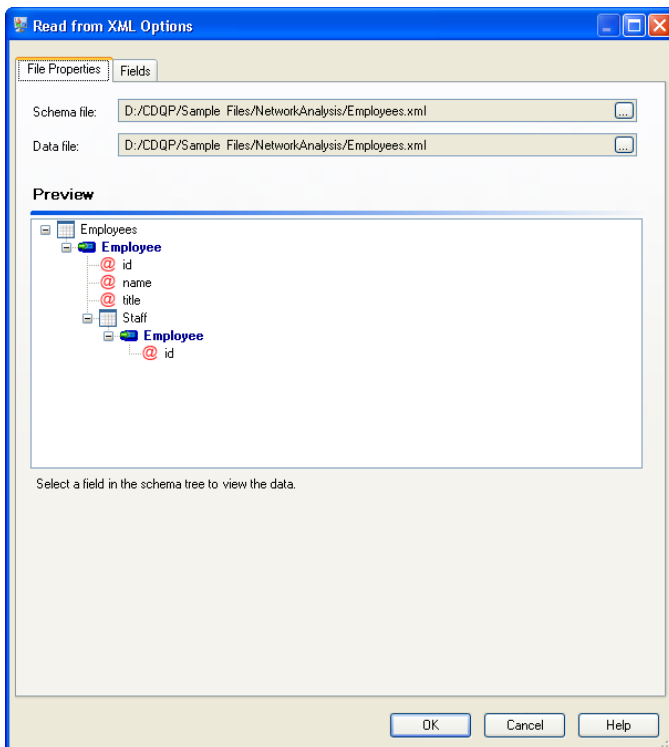 Read from XML Options
File Properties Fields
Schema file: D:/CDQP/Sample Files/NetworkAnalysis/Employees.xml ...
Data file: D:/CDQP/Sample Files/NetworkAnalysis/Employees.xml ...
Preview
Employees
Employee
@ id
@ name
@ title
Staff
Employee
@ id
Select a field in the schema tree to view the data.
OK Cancel Help